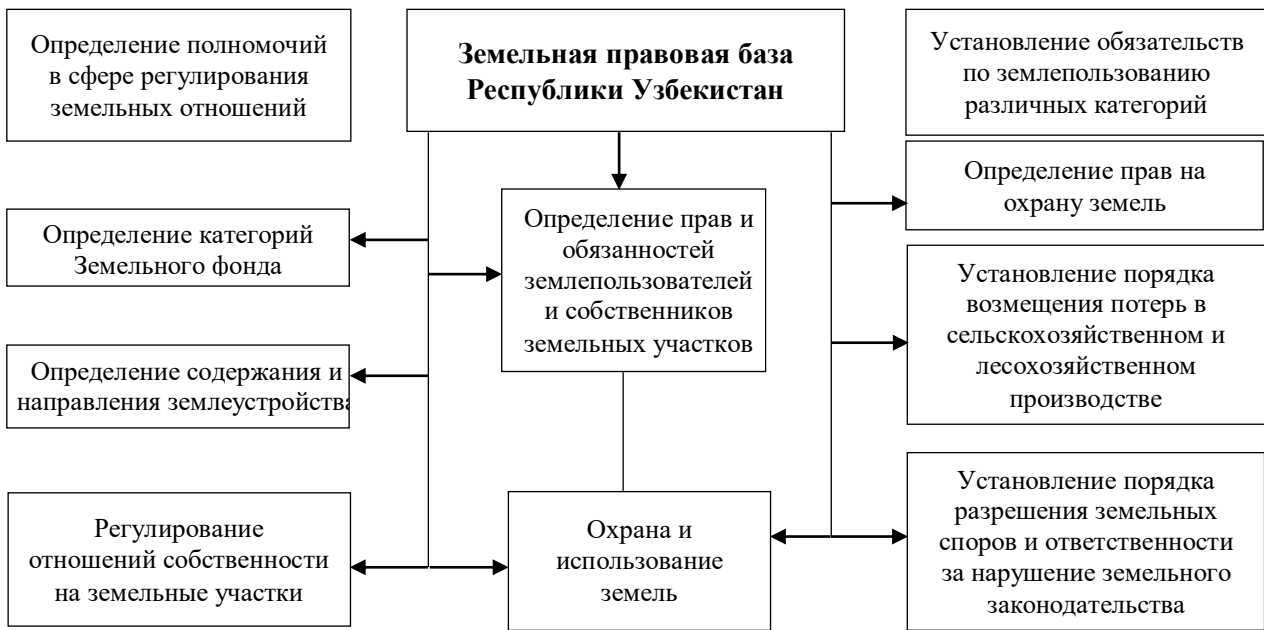 Определение полномочий
в сфере регулирования
земельных отношений
Земельная правовая база
Республики Узбекистан
Установление обязательств
по землепользованию
различных категорий
Определение прав на
охрану земель
Определение категорий
Земельного фонда
Определение прав и
обязанностей
землепользователей
и собственников
земельных участков
Установление порядка
возмещения потерь в
сельскохозяйственном и
лесохозяйственном
производстве
Определение содержания и
направления землеустройства
Регулирование
отношений собственности
на земельные участки
Охрана и
использование
земель
Установление порядка
разрешения земельных
споров и ответственности
за нарушение земельного
законодательства